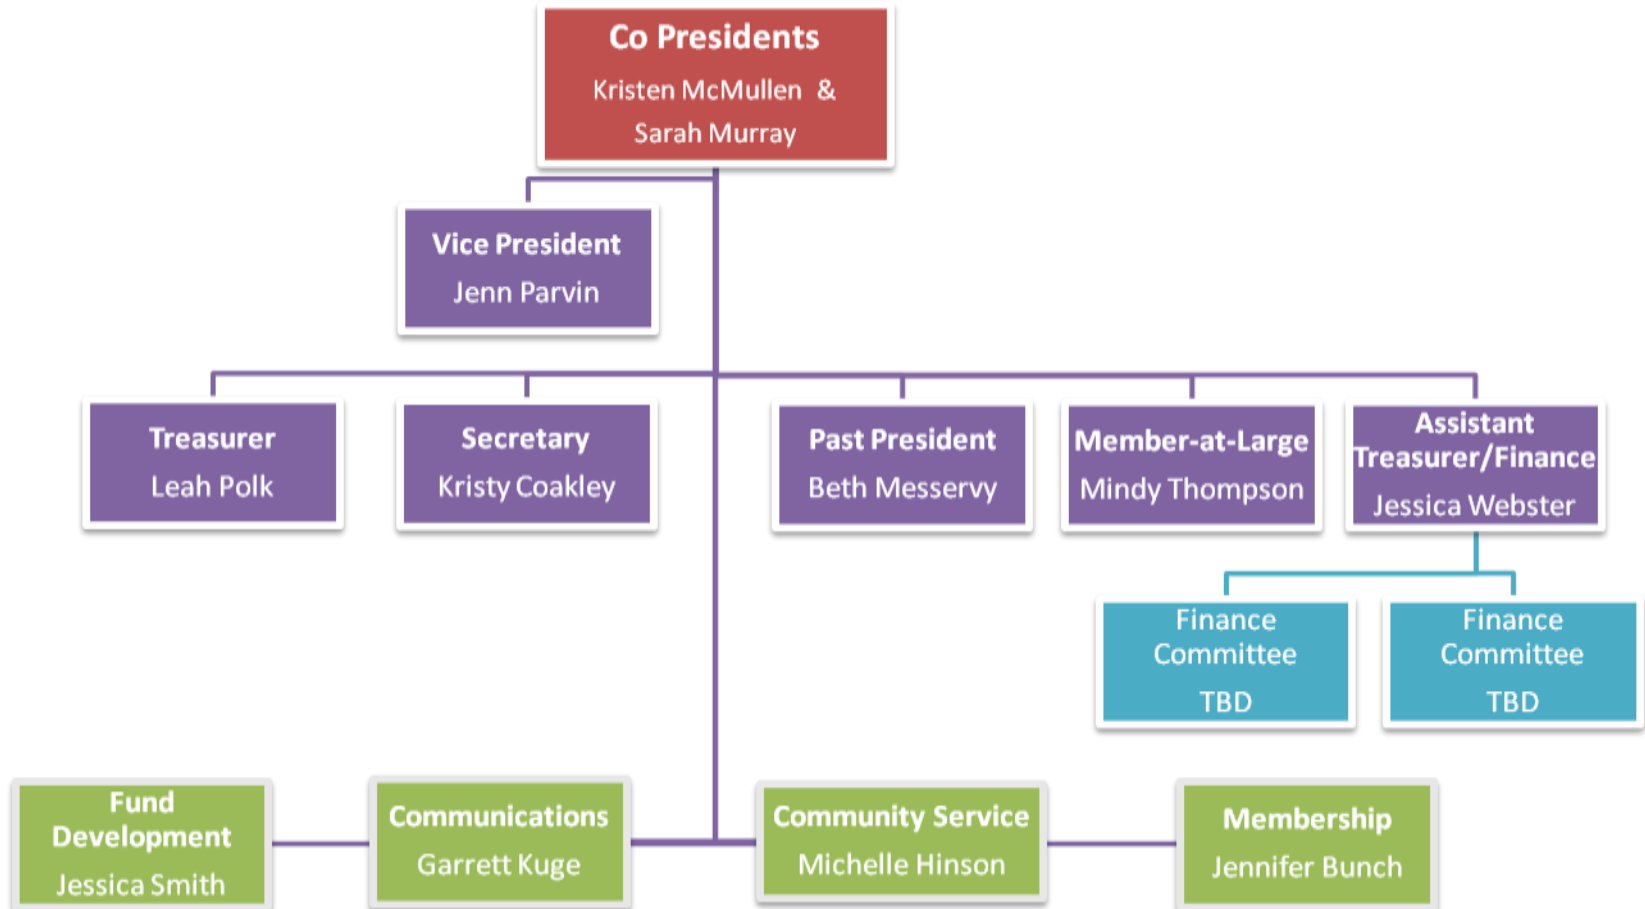 Co Presidents
Kristen McMullen &
Sarah Murray
Vice President
Jenn Parvin
Treasurer
Leah Polk
Secretary
Kristy Coakley
Past President
Beth Messervy
Member-at-Large
Mindy Thompson
Assistant
Treasurer/Finance
Jessica Webster
Finance
Committee
TBD
Finance
Committee
TBD
Fund
Development
Jessica Smith
Communications
Garrett Kuge
Community Service
Michelle Hinson
Membership
Jennifer Bunch